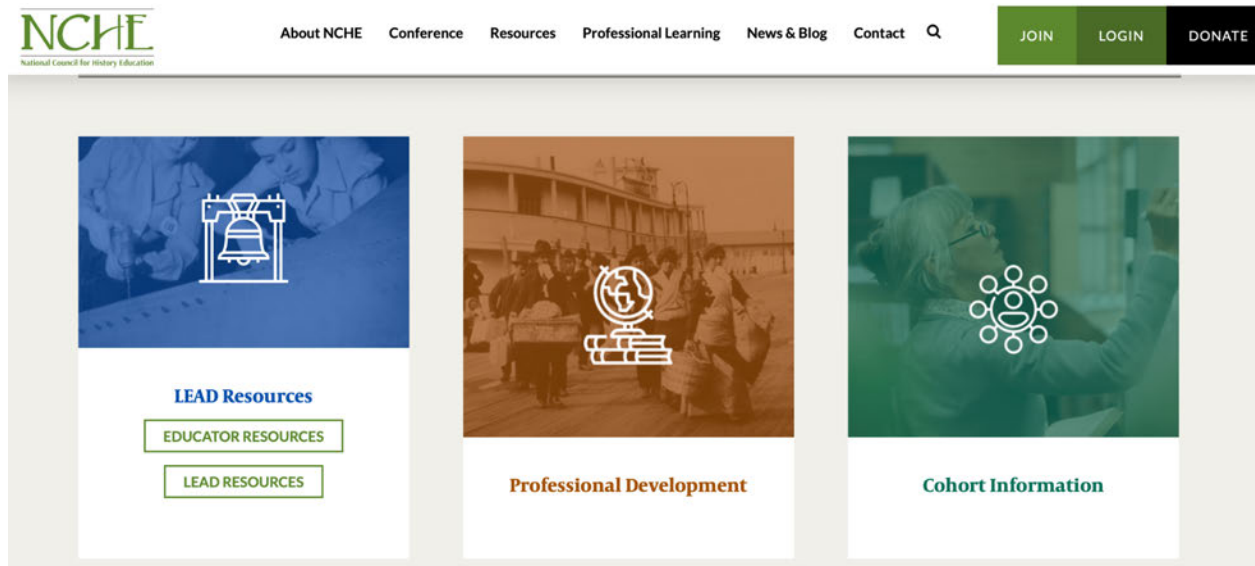 NCHE
National Council for History Education
About NCHE Conference Resources Professional Learning News & Blog Contact
JOIN LOGIN DONATE
LEAD Resources
EDUCATOR RESOURCES
LEAD RESOURCES
Professional Development
Cohort Information